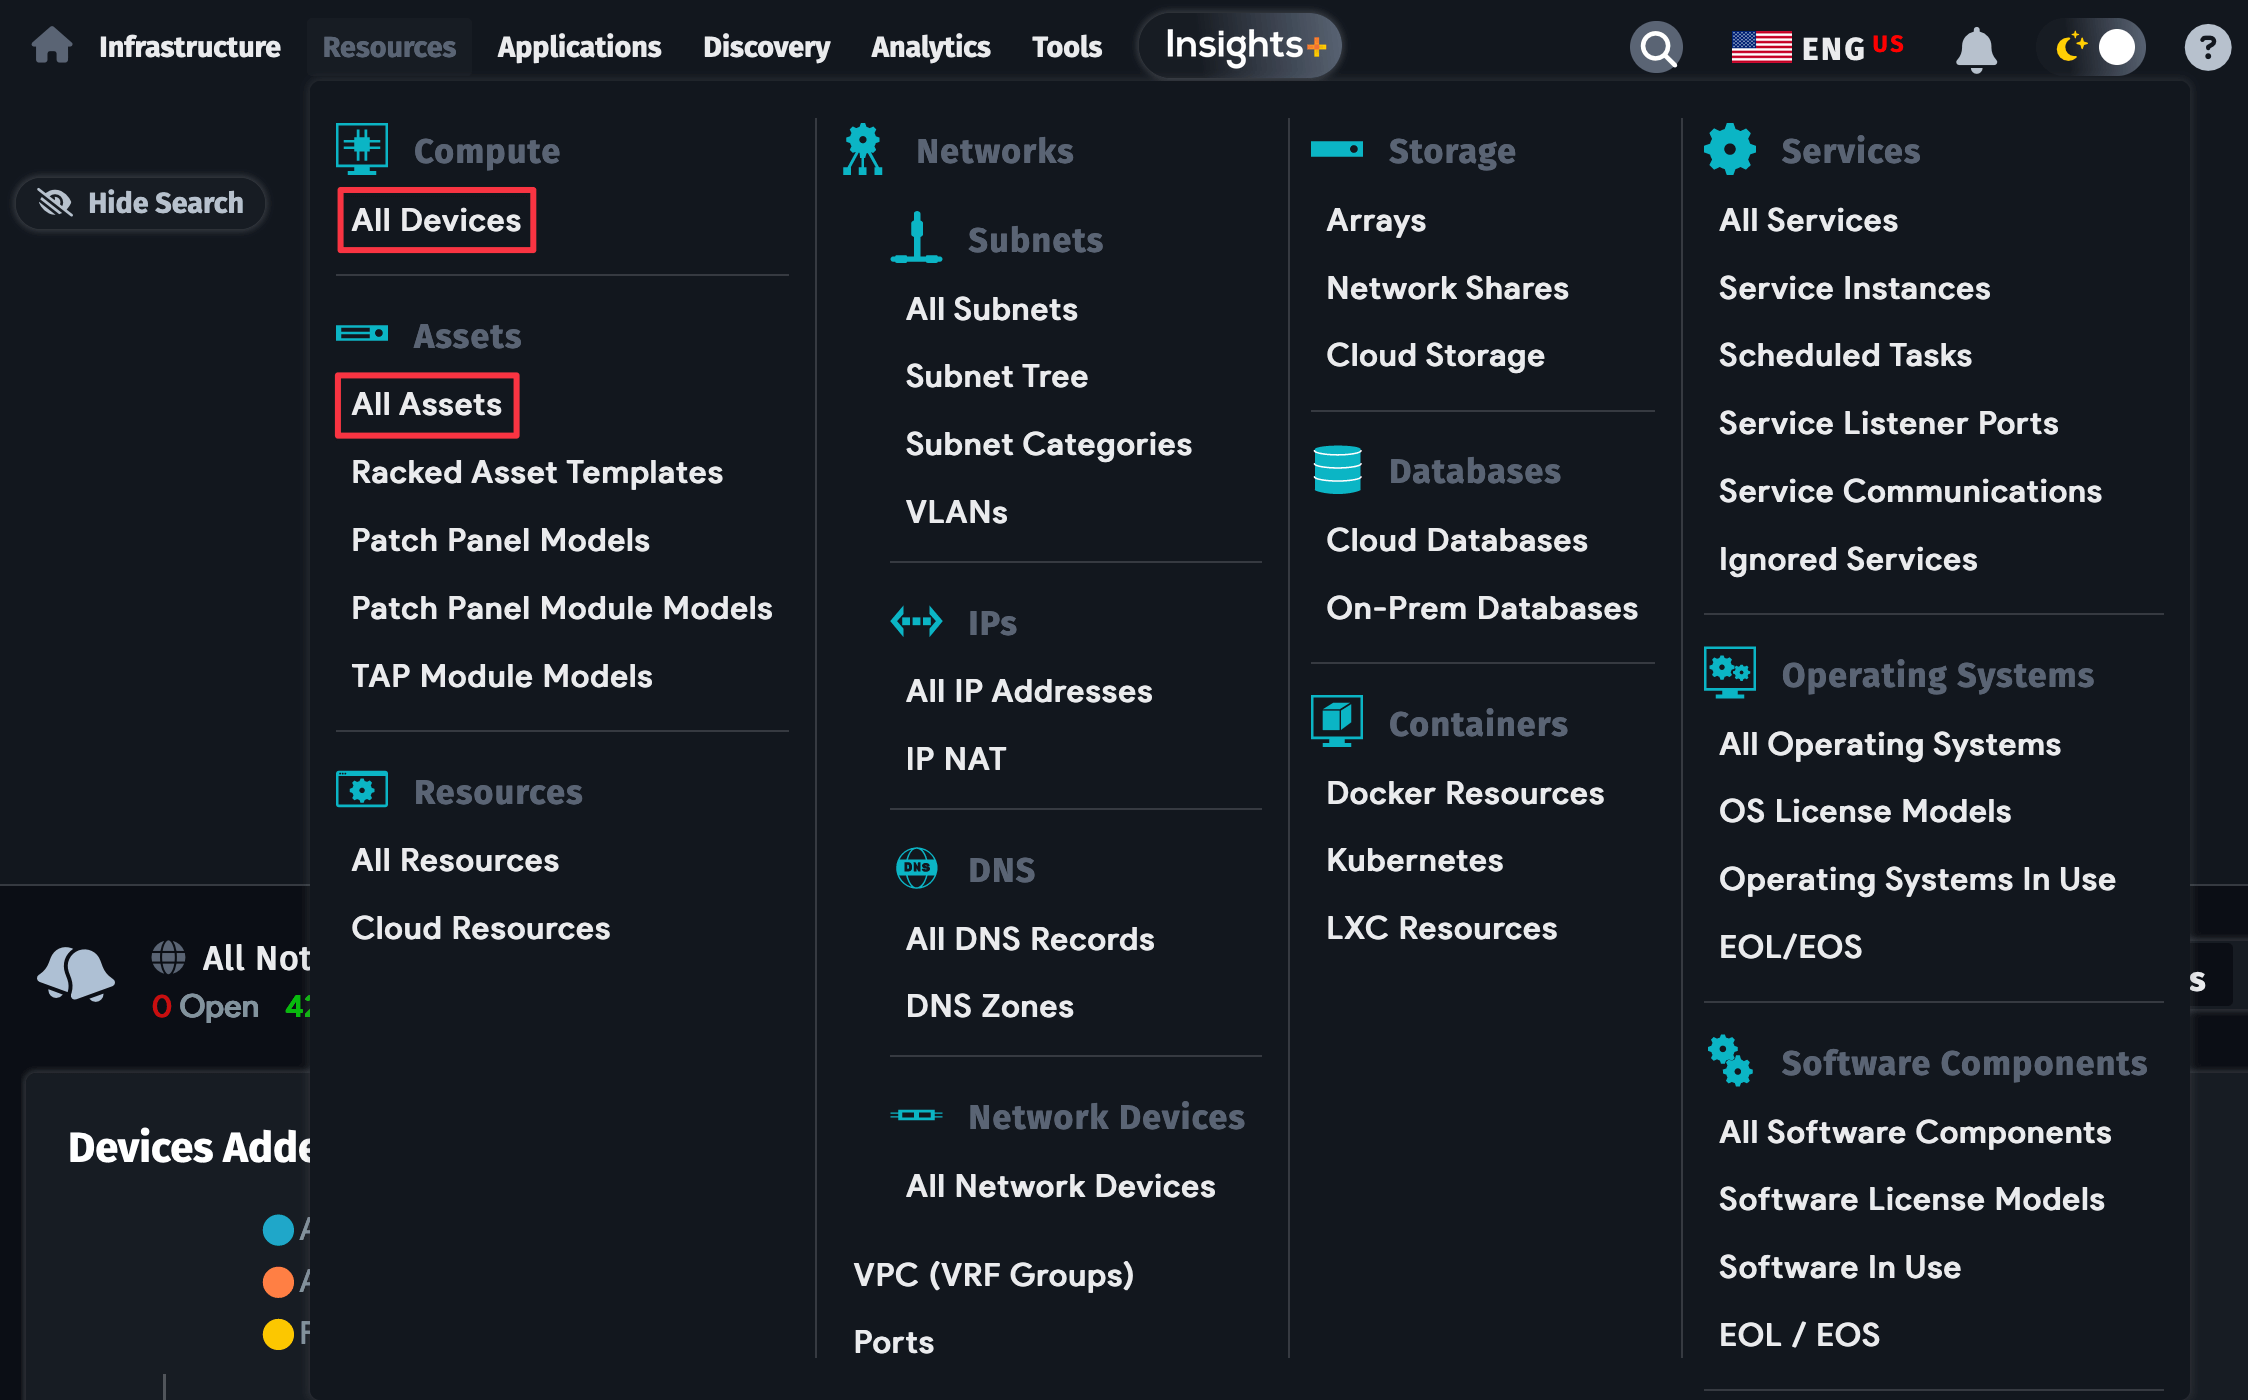 Infrastructure
Resources
Applications
Discovery
Analytics
Tools
Insights+
ENG US
?
Hide Search
Compute
All Devices
Assets
All Assets
Racked Asset Templates
Patch Panel Models
Patch Panel Module Models
TAP Module Models
Resources
All Resources
Cloud Resources
Networks
Subnets
All Subnets
Subnet Tree
Subnet Categories
VLANs
IPs
All IP Addresses
IP NAT
DNS
DNS
All DNS Records
DNS Zones
Network Devices
All Network Devices
VPC (VRF Groups)
Ports
Storage
Arrays
Network Shares
Cloud Storage
Databases
Cloud Databases
On-Prem Databases
Containers
Docker Resources
Kubernetes
LXC Resources
Services
All Services
Service Instances
Scheduled Tasks
Service Listener Ports
Service Communications
Ignored Services
Operating Systems
All Operating Systems
OS License Models
Operating Systems In Use
EOL/EOS
Software Components
All Software Components
Software License Models
Software In Use
EOL / EOS
All Not
0 Open 42
Devices Adde
A
A
F
s